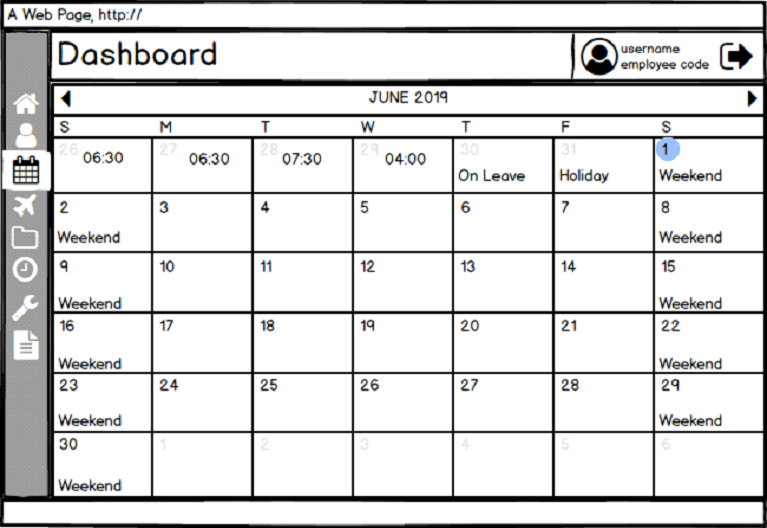 A Web Page, http://
Dashboard
username
employee code
JUNE 2019
S M T W T F S
26 06:30 27 06:30 28 07:30 29 04:00 30 On Leave 31 Holiday 1 Weekend
2 Weekend 3 4 5 6 7 8 Weekend
9 Weekend 10 11 12 13 14 15 Weekend
16 Weekend 17 18 19 20 21 22 Weekend
23 Weekend 24 25 26 27 28 29 Weekend
30 Weekend 1 2 3 4 5 6